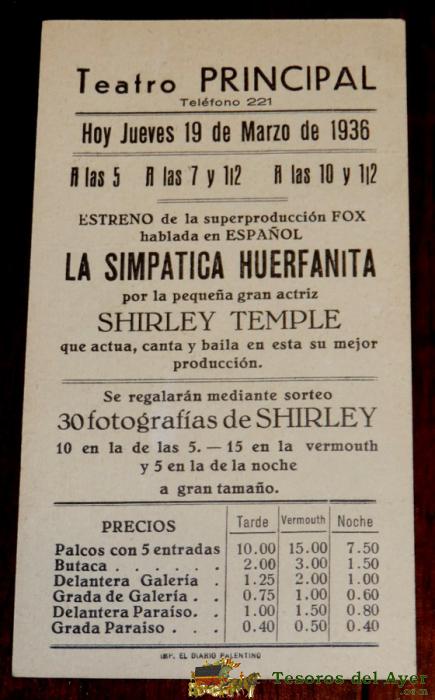 Teatro PRINCIPAL
Teléfono 221
Hoy Jueves 19 de Marzo de 1936
A las 5 A las 7 y 1|2 A las 10 y 1|2
ESTRENO de la superproducción FOX
hablada en ESPAÑOL
LA SIMPATICA HUERFANITA
por la pequeña gran actriz
SHIRLEY TEMPLE
que actua, canta y baila en esta su mejor
producción.
Se regalarán mediante sorteo
30 fotografías de SHIRLEY
10 en la de las 5. — 15 en la vermouth
y 5 en la de la noche
a gran tamaño.
PRECIOS Tarde Vermouth Noche
Palcos con 5 entradas 10.00 15.00 7.50
Butaca . . . . . . 2.00 3.00 1.50
Delantera Galería . 1.25 2.00 1.00
Grada de Galería . . 0.75 1.00 0.60
Delantera Paraíso. . 1.00 1.50 0.80
Grada Paraiso . . . 0.40 0.50 0.40
IMP. EL DIARIO PALENTINO
Tesoros del Ayer
.com